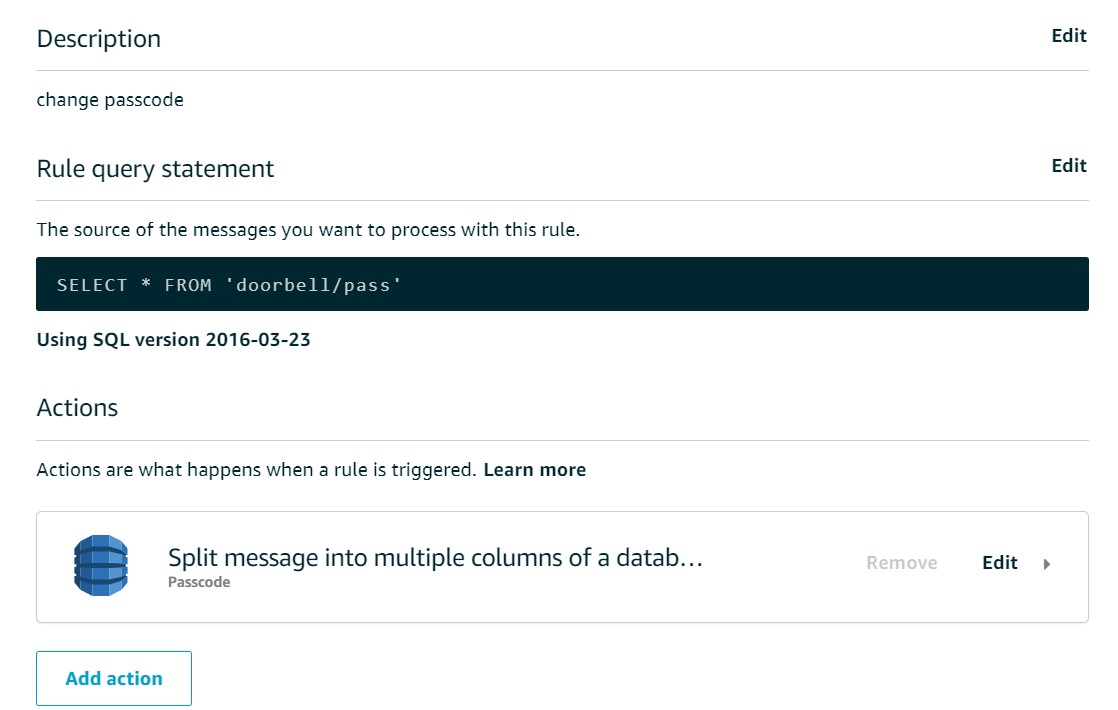 Description
Edit
change passcode
Rule query statement
Edit
The source of the messages you want to process with this rule.
SELECT * FROM 'doorbell/pass'
Using SQL version 2016-03-23
Actions
Actions are what happens when a rule is triggered. Learn more
Split message into multiple columns of a datab...
Passcode
Remove
Edit
Add action